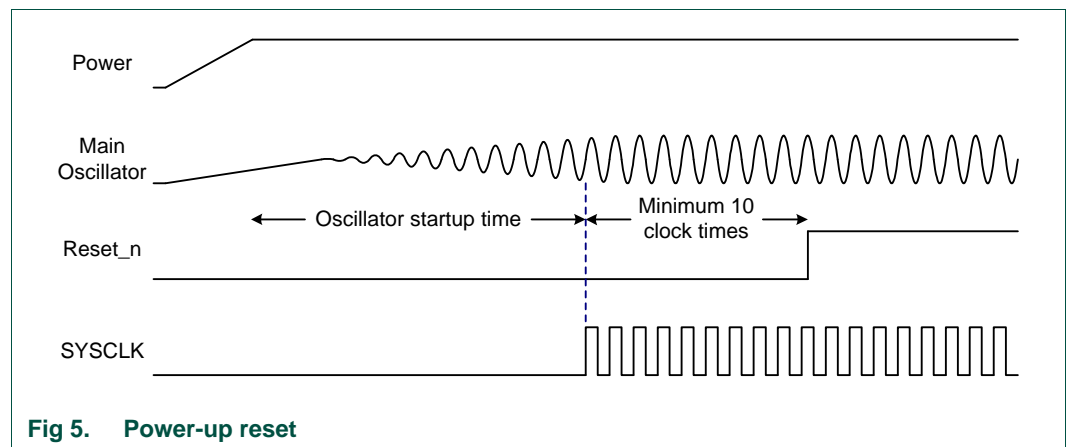 Power
Main
Oscillator
Oscillator startup time
Minimum 10
clock times
Reset_n
SYSCLK
Fig 5. Power-up reset